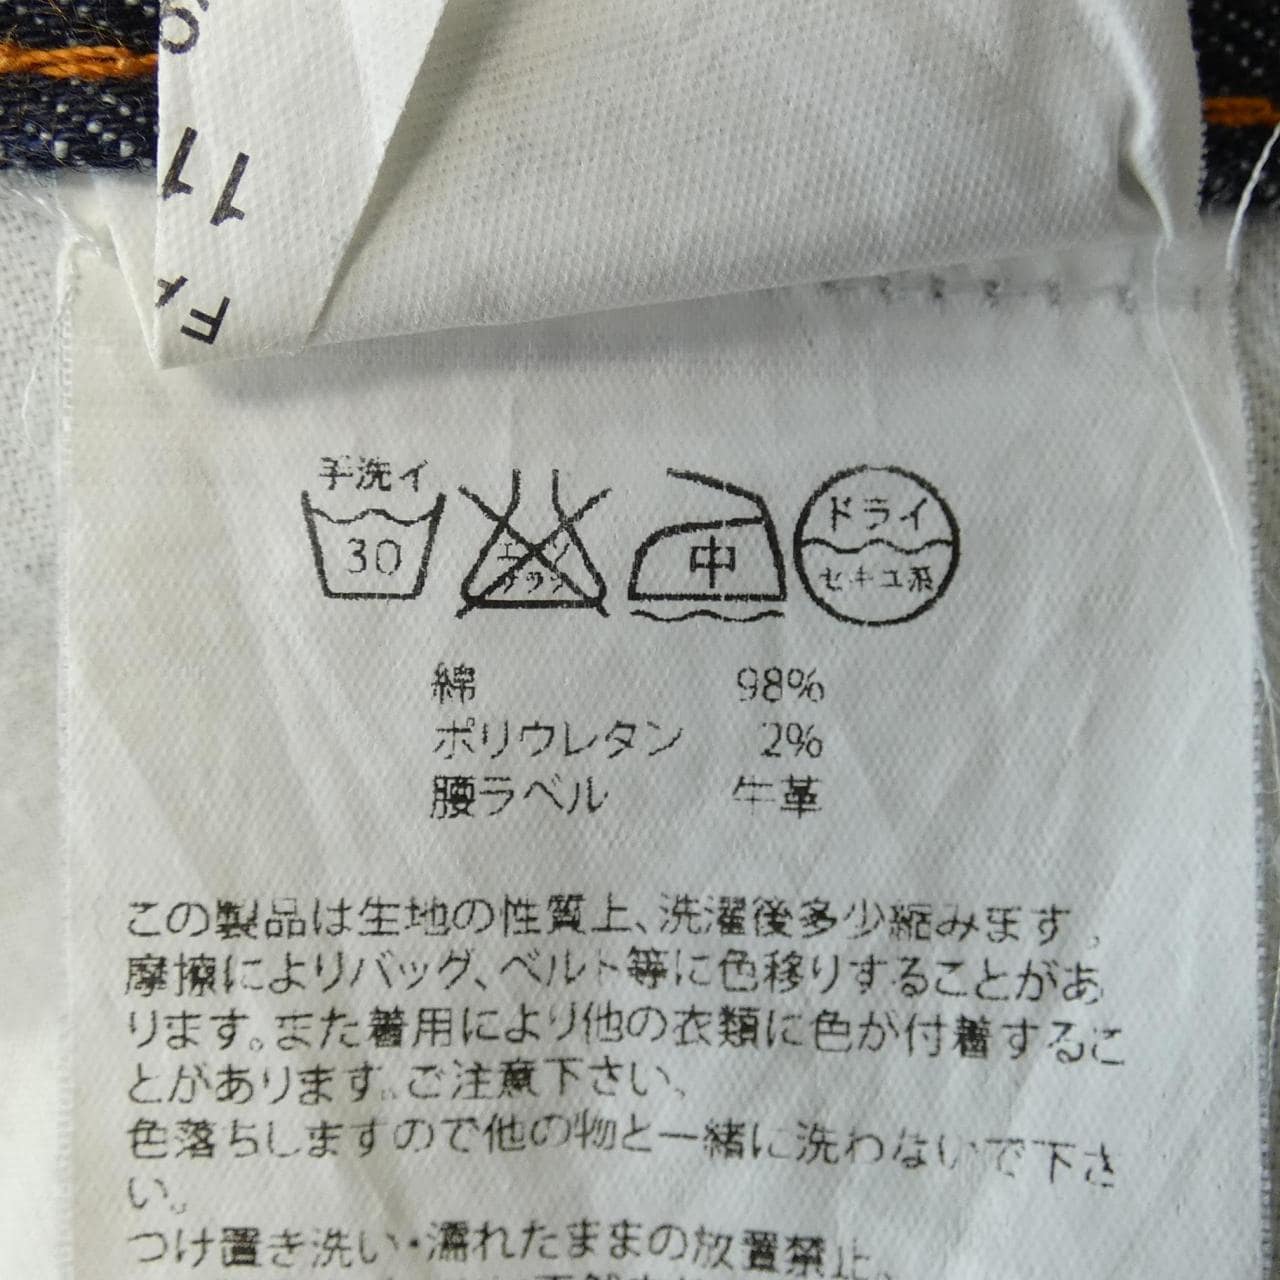 11
手洗イ
30
エンソ
サラシ
中
ドライ
セキユ系
綿 98%
ポリウレタン 2%
腰ラベル 牛革
この製品は生地の性質上、洗濯後多少縮みます。
摩擦によりバッグ、ベルト等に色移りすることがあ
ります。また着用により他の衣類に色が付着するこ
とがあります。ご注意下さい。
色落ちしますので他の物と一緒に洗わないで下さ
い。
つけ置き洗い・濡れたままの放置禁止、